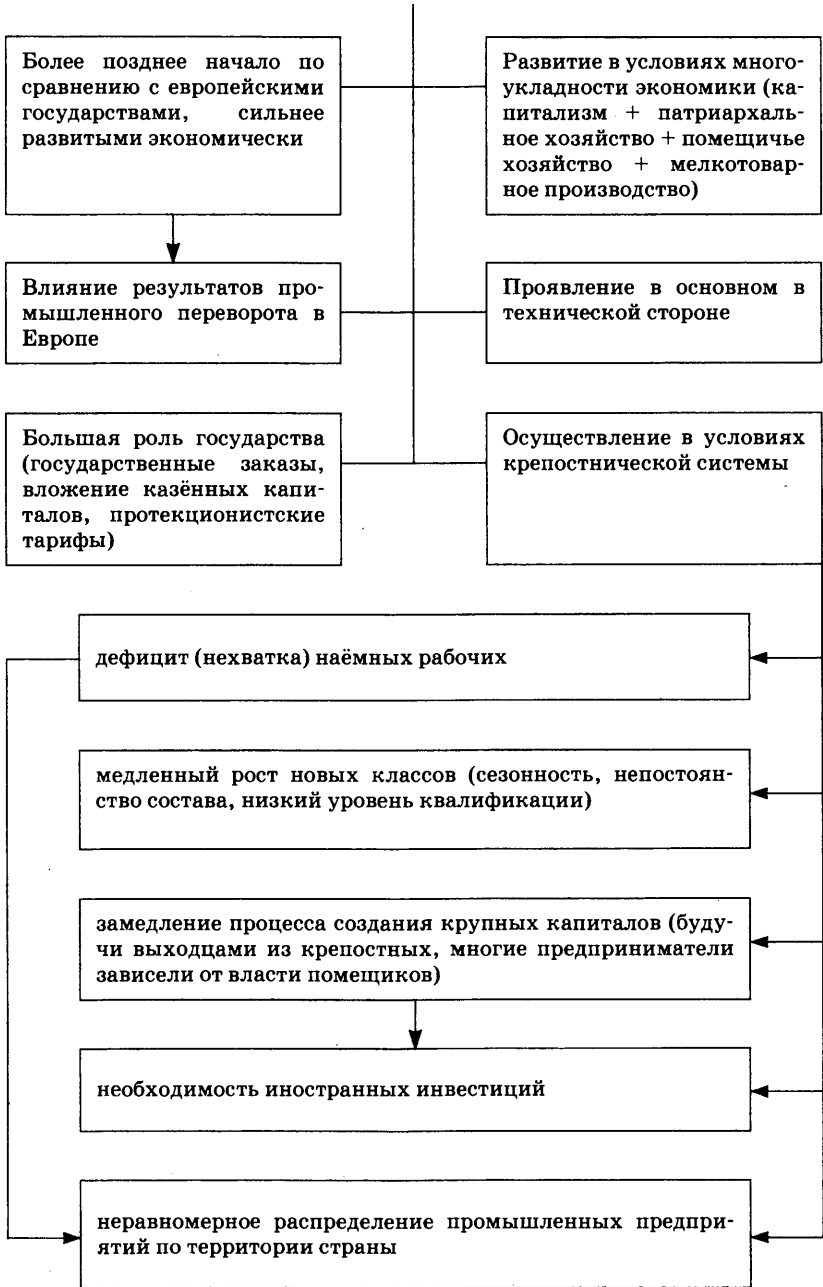 Более позднее начало по
сравнению с европейскими
государствами, сильнее
развитыми экономически
Развитие в условиях много-
укладности экономики (ка-
питализм + патриархаль-
ное хозяйство + помещичье
хозяйство + мелкотовар-
ное производство)
Влияние результатов про-
мышленного переворота в
Европе
Проявление в основном в
технической стороне
Большая роль государства
(государственные заказы,
вложение казённых капи-
талов, протекционистские
тарифы)
Осуществление в условиях
крепостнической системы
дефицит (нехватка) наёмных рабочих
медленный рост новых классов (сезонность, непостоян-
ство состава, низкий уровень квалификации)
замедление процесса создания крупных капиталов (буду-
чи выходцами из крепостных, многие предприниматели
зависели от власти помещиков)
необходимость иностранных инвестиций
неравномерное распределение промышленных предпри-
ятий по территории страны